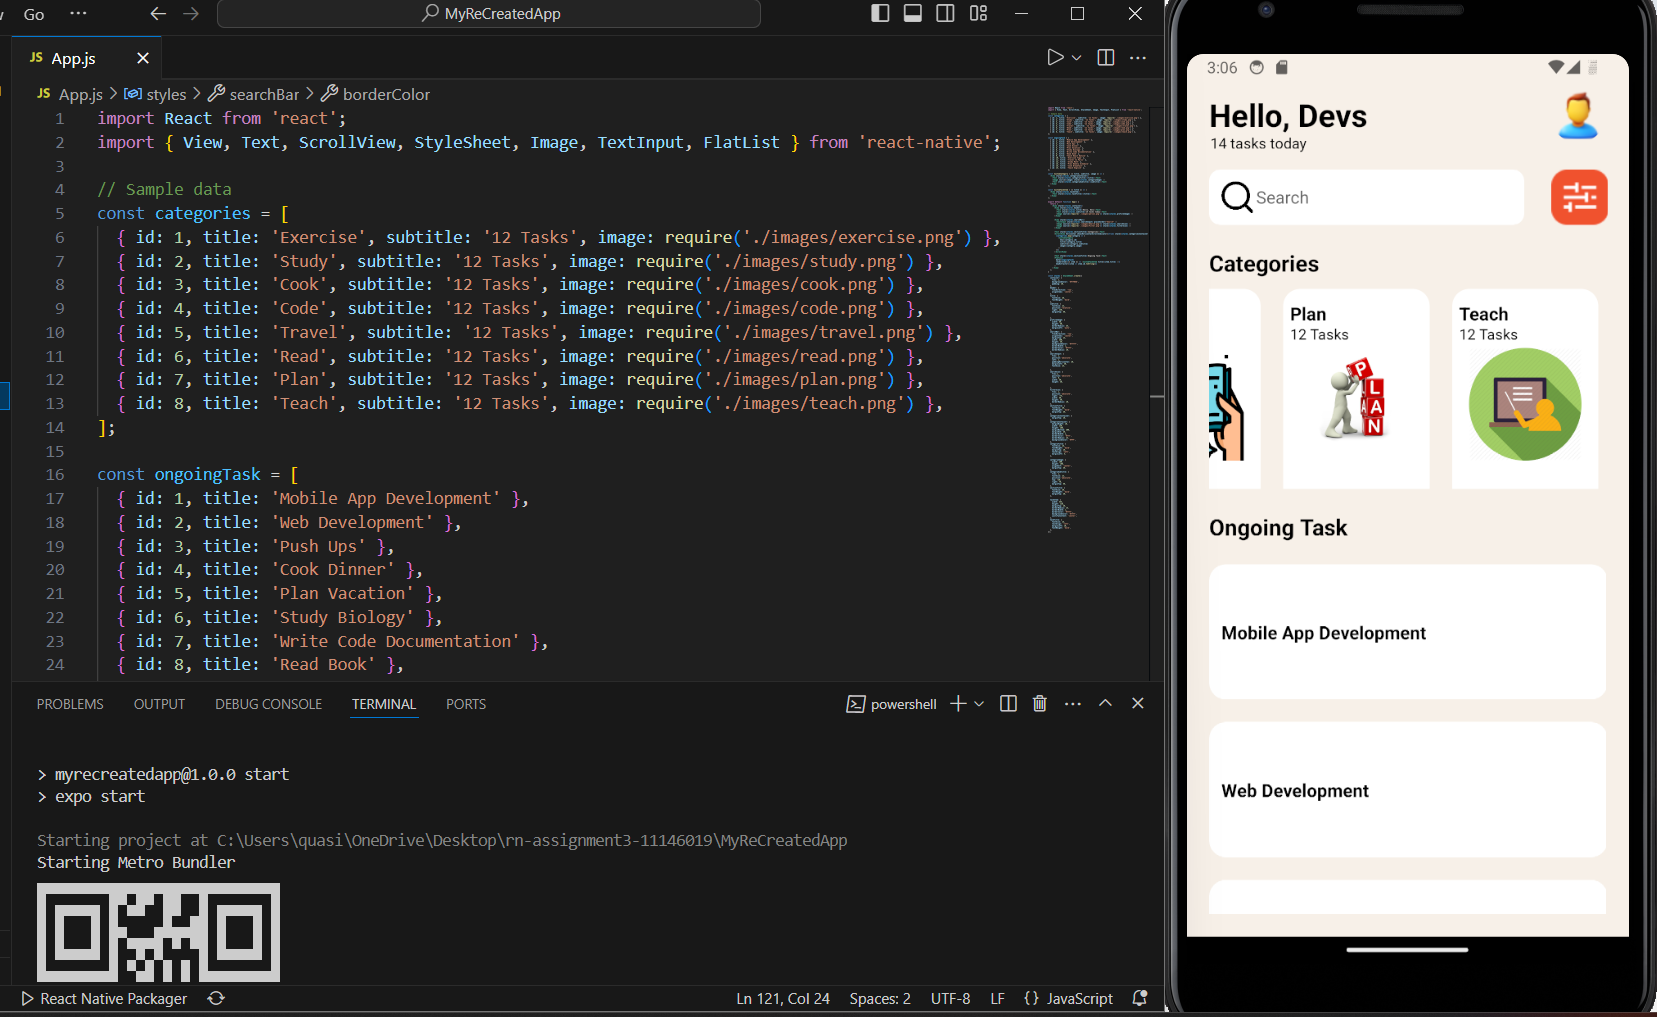 Go ··· MyReCreatedApp
JS App.js
JS App.js > styles > searchBar > borderColor
1 import React from 'react';
2 import { View, Text, ScrollView, StyleSheet, Image, TextInput, FlatList } from 'react-native';
3
4 // Sample data
5 const categories = [
6 { id: 1, title: 'Exercise', subtitle: '12 Tasks', image: require('./images/exercise.png') },
7 { id: 2, title: 'Study', subtitle: '12 Tasks', image: require('./images/study.png') },
8 { id: 3, title: 'Cook', subtitle: '12 Tasks', image: require('./images/cook.png') },
9 { id: 4, title: 'Code', subtitle: '12 Tasks', image: require('./images/code.png') },
10 { id: 5, title: 'Travel', subtitle: '12 Tasks', image: require('./images/travel.png') },
11 { id: 6, title: 'Read', subtitle: '12 Tasks', image: require('./images/read.png') },
12 { id: 7, title: 'Plan', subtitle: '12 Tasks', image: require('./images/plan.png') },
13 { id: 8, title: 'Teach', subtitle: '12 Tasks', image: require('./images/teach.png') },
14 ];
15
16 const ongoingTask = [
17 { id: 1, title: 'Mobile App Development' },
18 { id: 2, title: 'Web Development' },
19 { id: 3, title: 'Push Ups' },
20 { id: 4, title: 'Cook Dinner' },
21 { id: 5, title: 'Plan Vacation' },
22 { id: 6, title: 'Study Biology' },
23 { id: 7, title: 'Write Code Documentation' },
24 { id: 8, title: 'Read Book' },
PROBLEMS OUTPUT DEBUG CONSOLE TERMINAL PORTS powershell
> myrecreatedapp@1.0.0 start
> expo start
Starting project at C:\Users\quasi\OneDrive\Desktop\rn-assignment3-11146019\MyReCreatedApp
Starting Metro Bundler
React Native Packager Ln 121, Col 24 Spaces: 2 UTF-8 LF {} JavaScript
3:06
Hello, Devs
14 tasks today
Search
Categories
Plan
12 Tasks
PLAN
Teach
12 Tasks
Ongoing Task
Mobile App Development
Web Development